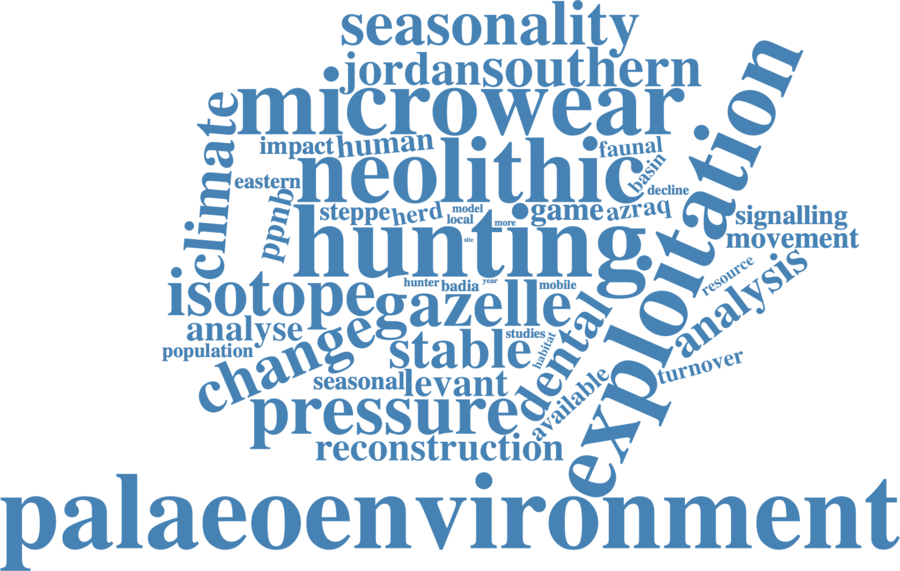 seasonality
jordan southern
microwear
climate
impact human
faunal
exploitation
neolithic
basin
eastern
decline
ppnb
steppe herd model game azraq
local
more
signalling
hunting
site
movement
resource
analysis
isotope
hunter badia year mobile
gazelle
analyse
change
dental
population
stable studies
habitat
turnover
seasonal levant
available
pressure
reconstruction
palaeoenvironment